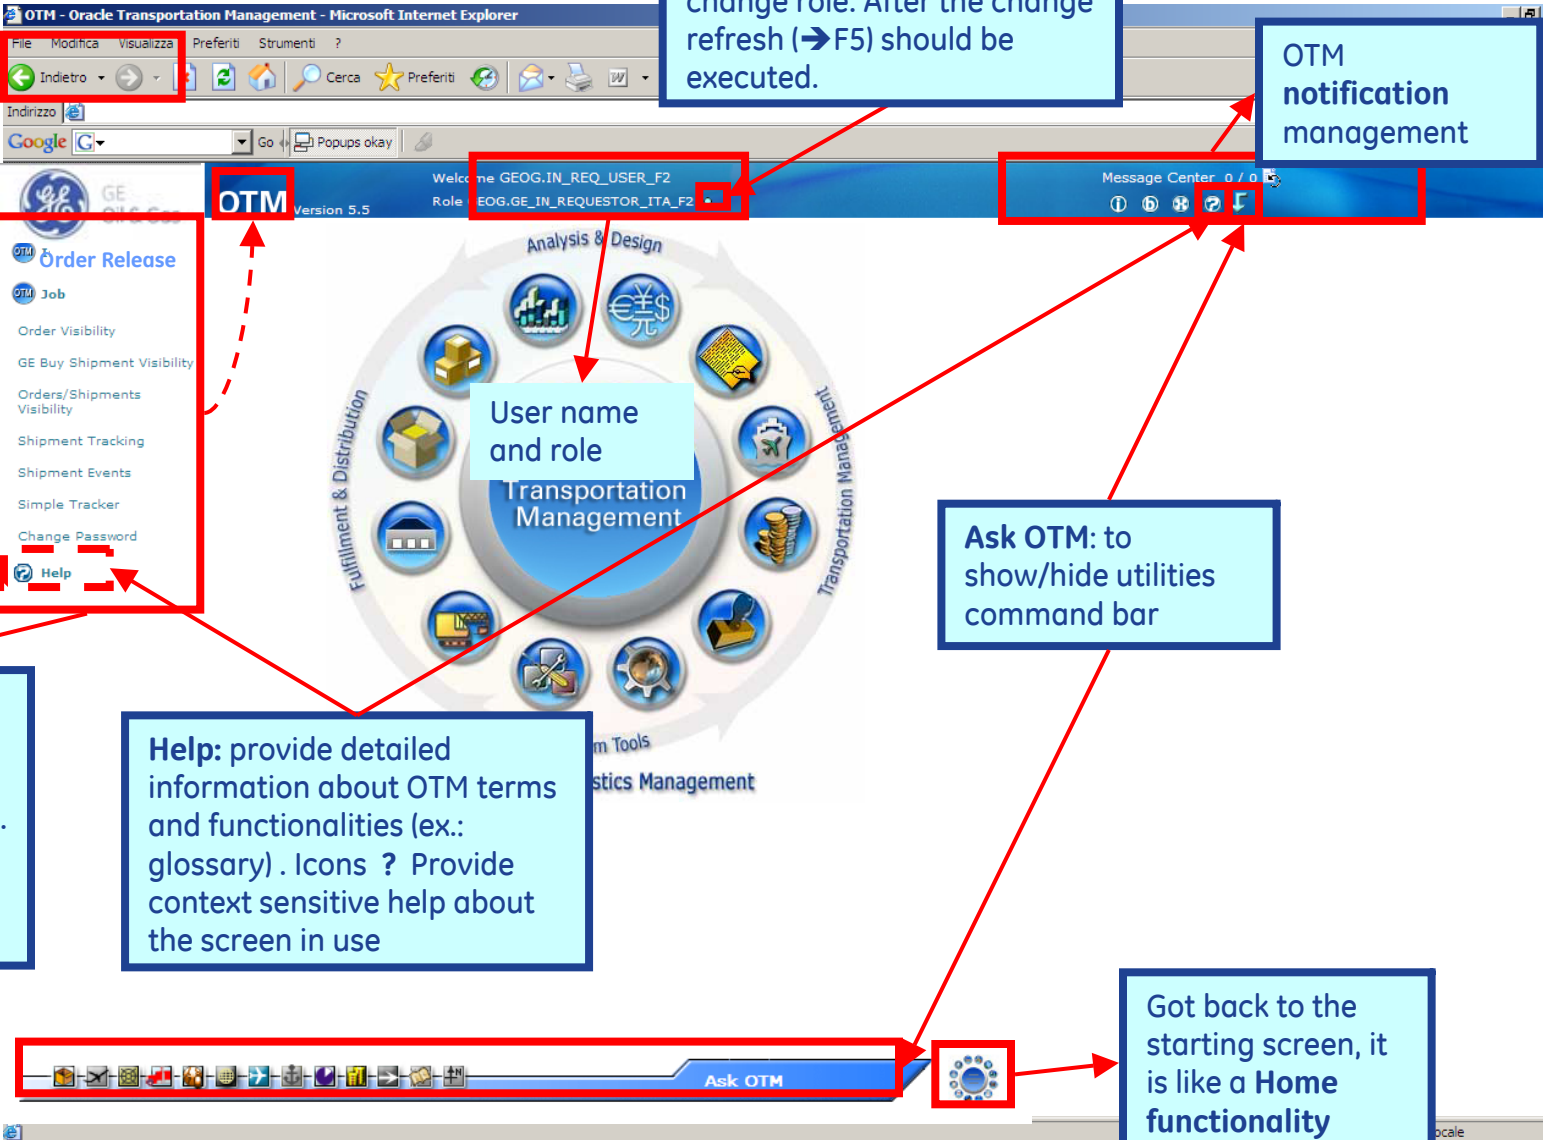 OTM - Oracle Transportation Management - Microsoft Internet Explorer
change role. After the change
refresh (➔F5) should be
executed.
File Modifica Visualizza Preferiti Strumenti ?
OTM
notification
management
Indietro Cerca Preferiti
Indirizzo
Google G Go Popups okay
GE
Oil & Gas
OTM Version 5.5
Welcome GEOG.IN_REQ_USER_F2
Role GEOG.GE_IN_REQUESTOR_ITA_F2
Message Center 0 / 0
OTM Order Release
OTM Job
Order Visibility
GE Buy Shipment Visibility
Orders/Shipments
Visibility
Shipment Tracking
Shipment Events
Simple Tracker
Change Password
Help
Analysis & Design
Fulfillment & Distribution
Transportation Management
User name
and role
Transportation
Management
Ask OTM: to
show/hide utilities
command bar
m Tools
stics Management
Help: provide detailed
information about OTM terms
and functionalities (ex.:
glossary) . Icons ? Provide
context sensitive help about
the screen in use
.
Got back to the
starting screen, it
is like a Home
functionality
Ask OTM
ocale